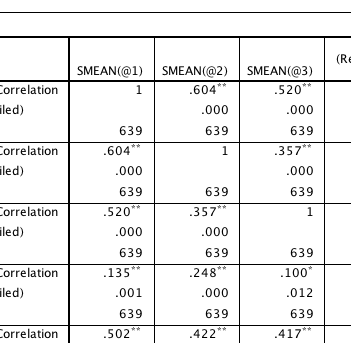 (Re
SMEAN(@1) SMEAN(@2) SMEAN(@3)
Correlation 1 .604** .520**
iled) .000 .000
639 639 639
Correlation .604** 1 .357**
iled) .000 .000
639 639 639
Correlation .520** .357** 1
iled) .000 .000
639 639 639
Correlation .135** .248** .100*
iled) .001 .000 .012
639 639 639
Correlation .502** .422** .417**